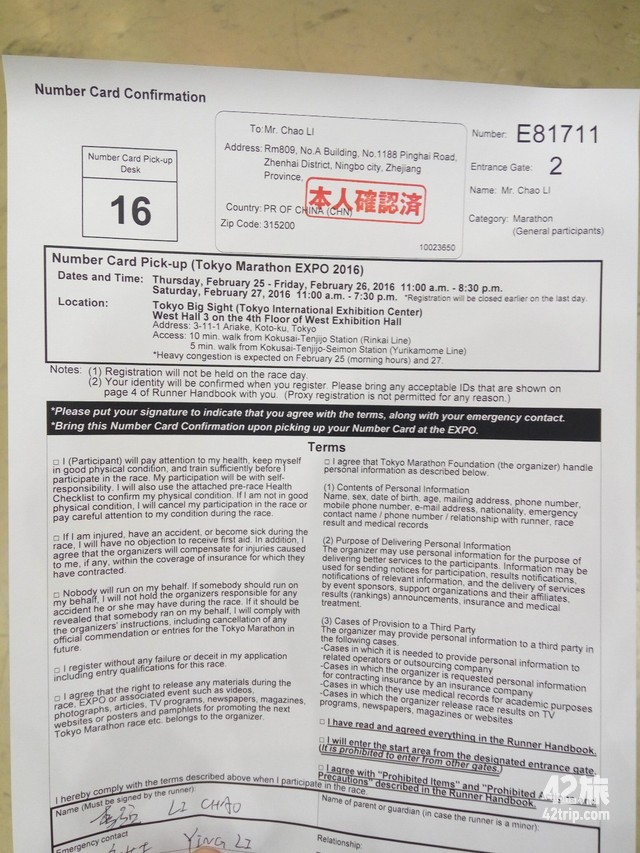 Number Card Confirmation
Number Card Pick-up
Desk
16
To: Mr. Chao LI
Address: Rm809, No.A Building, No.1188 Pinghai Road,
Zhenhai District, Ningbo city, Zhejiang
Province,
本人確認済
Country: PR OF CHINA (CHN)
Zip Code: 315200
10023650
Number: E81711
Entrance Gate: 2
Name: Mr. Chao LI
Category: Marathon
(General participants)
Number Card Pick-up (Tokyo Marathon EXPO 2016)
Dates and Time: Thursday, February 25 - Friday, February 26, 2016 11:00 a.m. - 8:30 p.m.
Saturday, February 27, 2016 11:00 a.m. - 7:30 p.m. *Registration will be closed earlier on the last day.
Location: Tokyo Big Sight (Tokyo International Exhibition Center)
West Hall 3 on the 4th Floor of West Exhibition Hall
Address: 3-11-1 Ariake, Koto-ku, Tokyo
Access: 10 min. walk from Kokusai-Tenjijo Station (Rinkai Line)
5 min. walk from Kokusai-Tenjijo-Seimon Station (Yurikamome Line)
*Heavy congestion is expected on February 25 (morning hours) and 27.
Notes: (1) Registration will not be held on the race day.
(2) Your identity will be confirmed when you register. Please bring any acceptable IDs that are shown on
page 4 of Runner Handbook with you. (Proxy registration is not permitted for any reason.)
*Please put your signature to indicate that you agree with the terms, along with your emergency contact.
*Bring this Number Card Confirmation upon picking up your Number Card at the EXPO.
Terms
□ I (Participant) will pay attention to my health, keep myself
in good physical condition, and train sufficiently before I
participate in the race. My participation will be with self-
responsibility. I will also use the attached pre-race Health
Checklist to confirm my physical condition. If I am not in good
physical condition, I will cancel my participation in the race or
pay careful attention to my condition during the race.
□ If I am injured, have an accident, or become sick during the
race, I will have no objection to receive first aid. In addition, I
agree that the organizers will compensate for injuries caused
to me, if any, within the coverage of insurance for which they
have contracted.
□ Nobody will run on my behalf. If somebody should run on
my behalf, I will not hold the organizers responsible for any
accident he or she may have during the race. If it should be
revealed that somebody ran on my behalf, I will comply with
the organizers' instructions, including cancellation of any
official commendation or entries for the Tokyo Marathon in
future.
□ I register without any failure or deceit in my application
including entry qualifications for this race.
□ I agree that the right to release any materials during the
race, EXPO or associated event such as videos,
photographs, articles, TV programs, newspapers, magazines,
websites or posters and pamphlets for promoting the next
Tokyo Marathon race etc. belongs to the organizer.
□ I agree that Tokyo Marathon Foundation (the organizer) handle
personal information as described below.
(1) Contents of Personal Information
Name, sex, date of birth, age, mailing address, phone number,
mobile phone number, e-mail address, nationality, emergency
contact name / phone number / relationship with runner, race
result and medical records
(2) Purpose of Delivering Personal Information
The organizer may use personal information for the purpose of
delivering better services to the participants. Information may be
used for sending notices for participation, results notifications,
notifications of relevant information, and the delivery of services
by event sponsors, support organizations and their affiliates,
results (rankings) announcements, insurance and medical
treatment.
(3) Cases of Provision to a Third Party
The organizer may provide personal information to a third party in
the following cases.
-Cases in which it is needed to provide personal information to
related operators or outsourcing company
-Cases in which the organizer is requested personal information
for contracting insurance by an insurance company
-Cases in which they use medical records for academic purposes
-Cases in which the organizer release race results on TV
programs, newspapers, magazines or websites
□ I have read and agreed everything in the Runner Handbook.
□ I will enter the start area from the designated entrance gate.
(It is prohibited to enter from other gates.)
□ I agree with "Prohibited Items" and "Prohibited
Precautions" described in the Runner Handbook.
I hereby comply with the terms described above when I participate in the race.
Name (Must be signed by the runner):
LI CHAO
Name of parent or guardian (in case the runner is a minor):
Emergency contact
YING LI
Relationship:
42旅
42trip.com